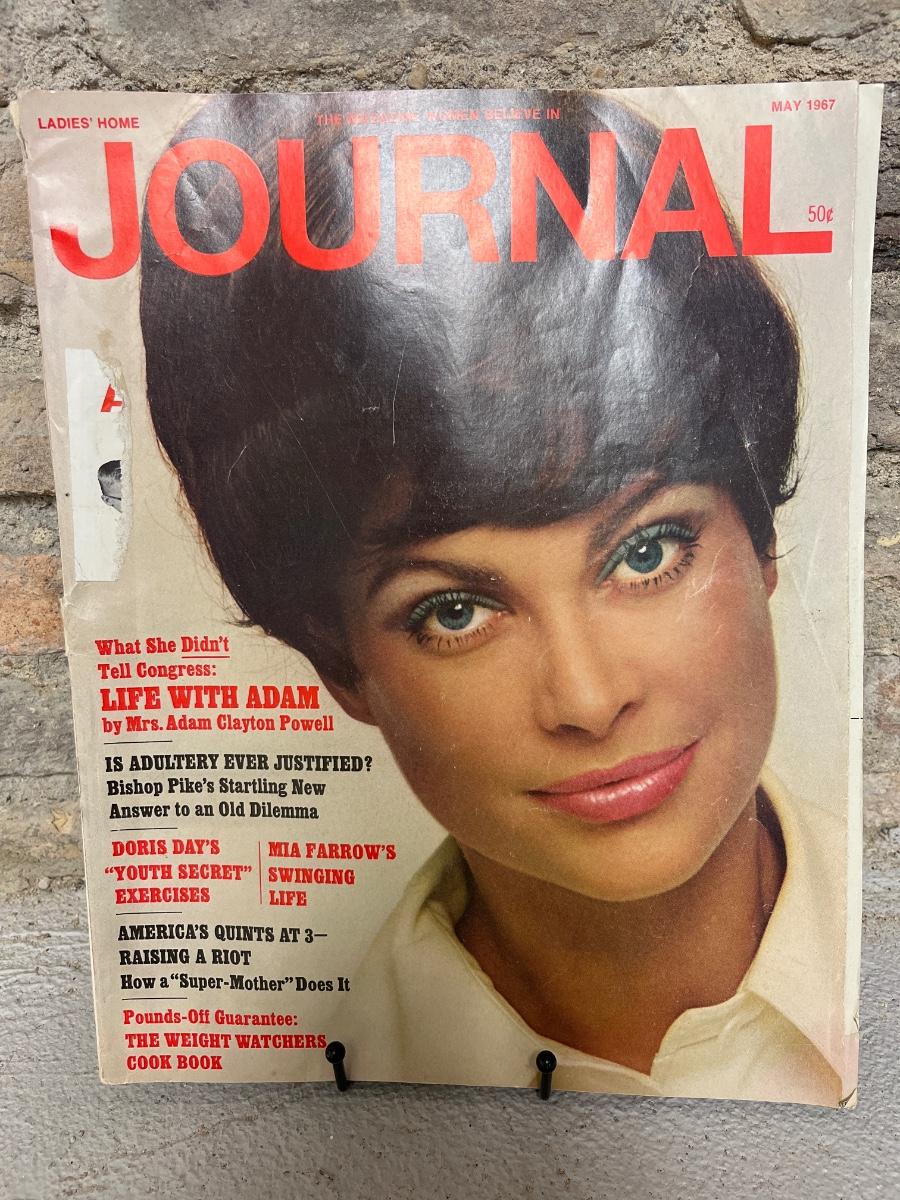 LADIES' HOME
THE MAGAZINE WOMEN BELIEVE IN
MAY 1967
JOURNAL
50¢
A
What She Didn't
Tell Congress:
LIFE WITH ADAM
by Mrs. Adam Clayton Powell
IS ADULTERY EVER JUSTIFIED?
Bishop Pike's Startling New
Answer to an Old Dilemma
DORIS DAY'S
"YOUTH SECRET"
EXERCISES
MIA FARROW'S
SWINGING
LIFE
AMERICA'S QUINTS AT 3—
RAISING A RIOT
How a "Super-Mother" Does It
Pounds-Off Guarantee:
THE WEIGHT WATCHERS
COOK BOOK